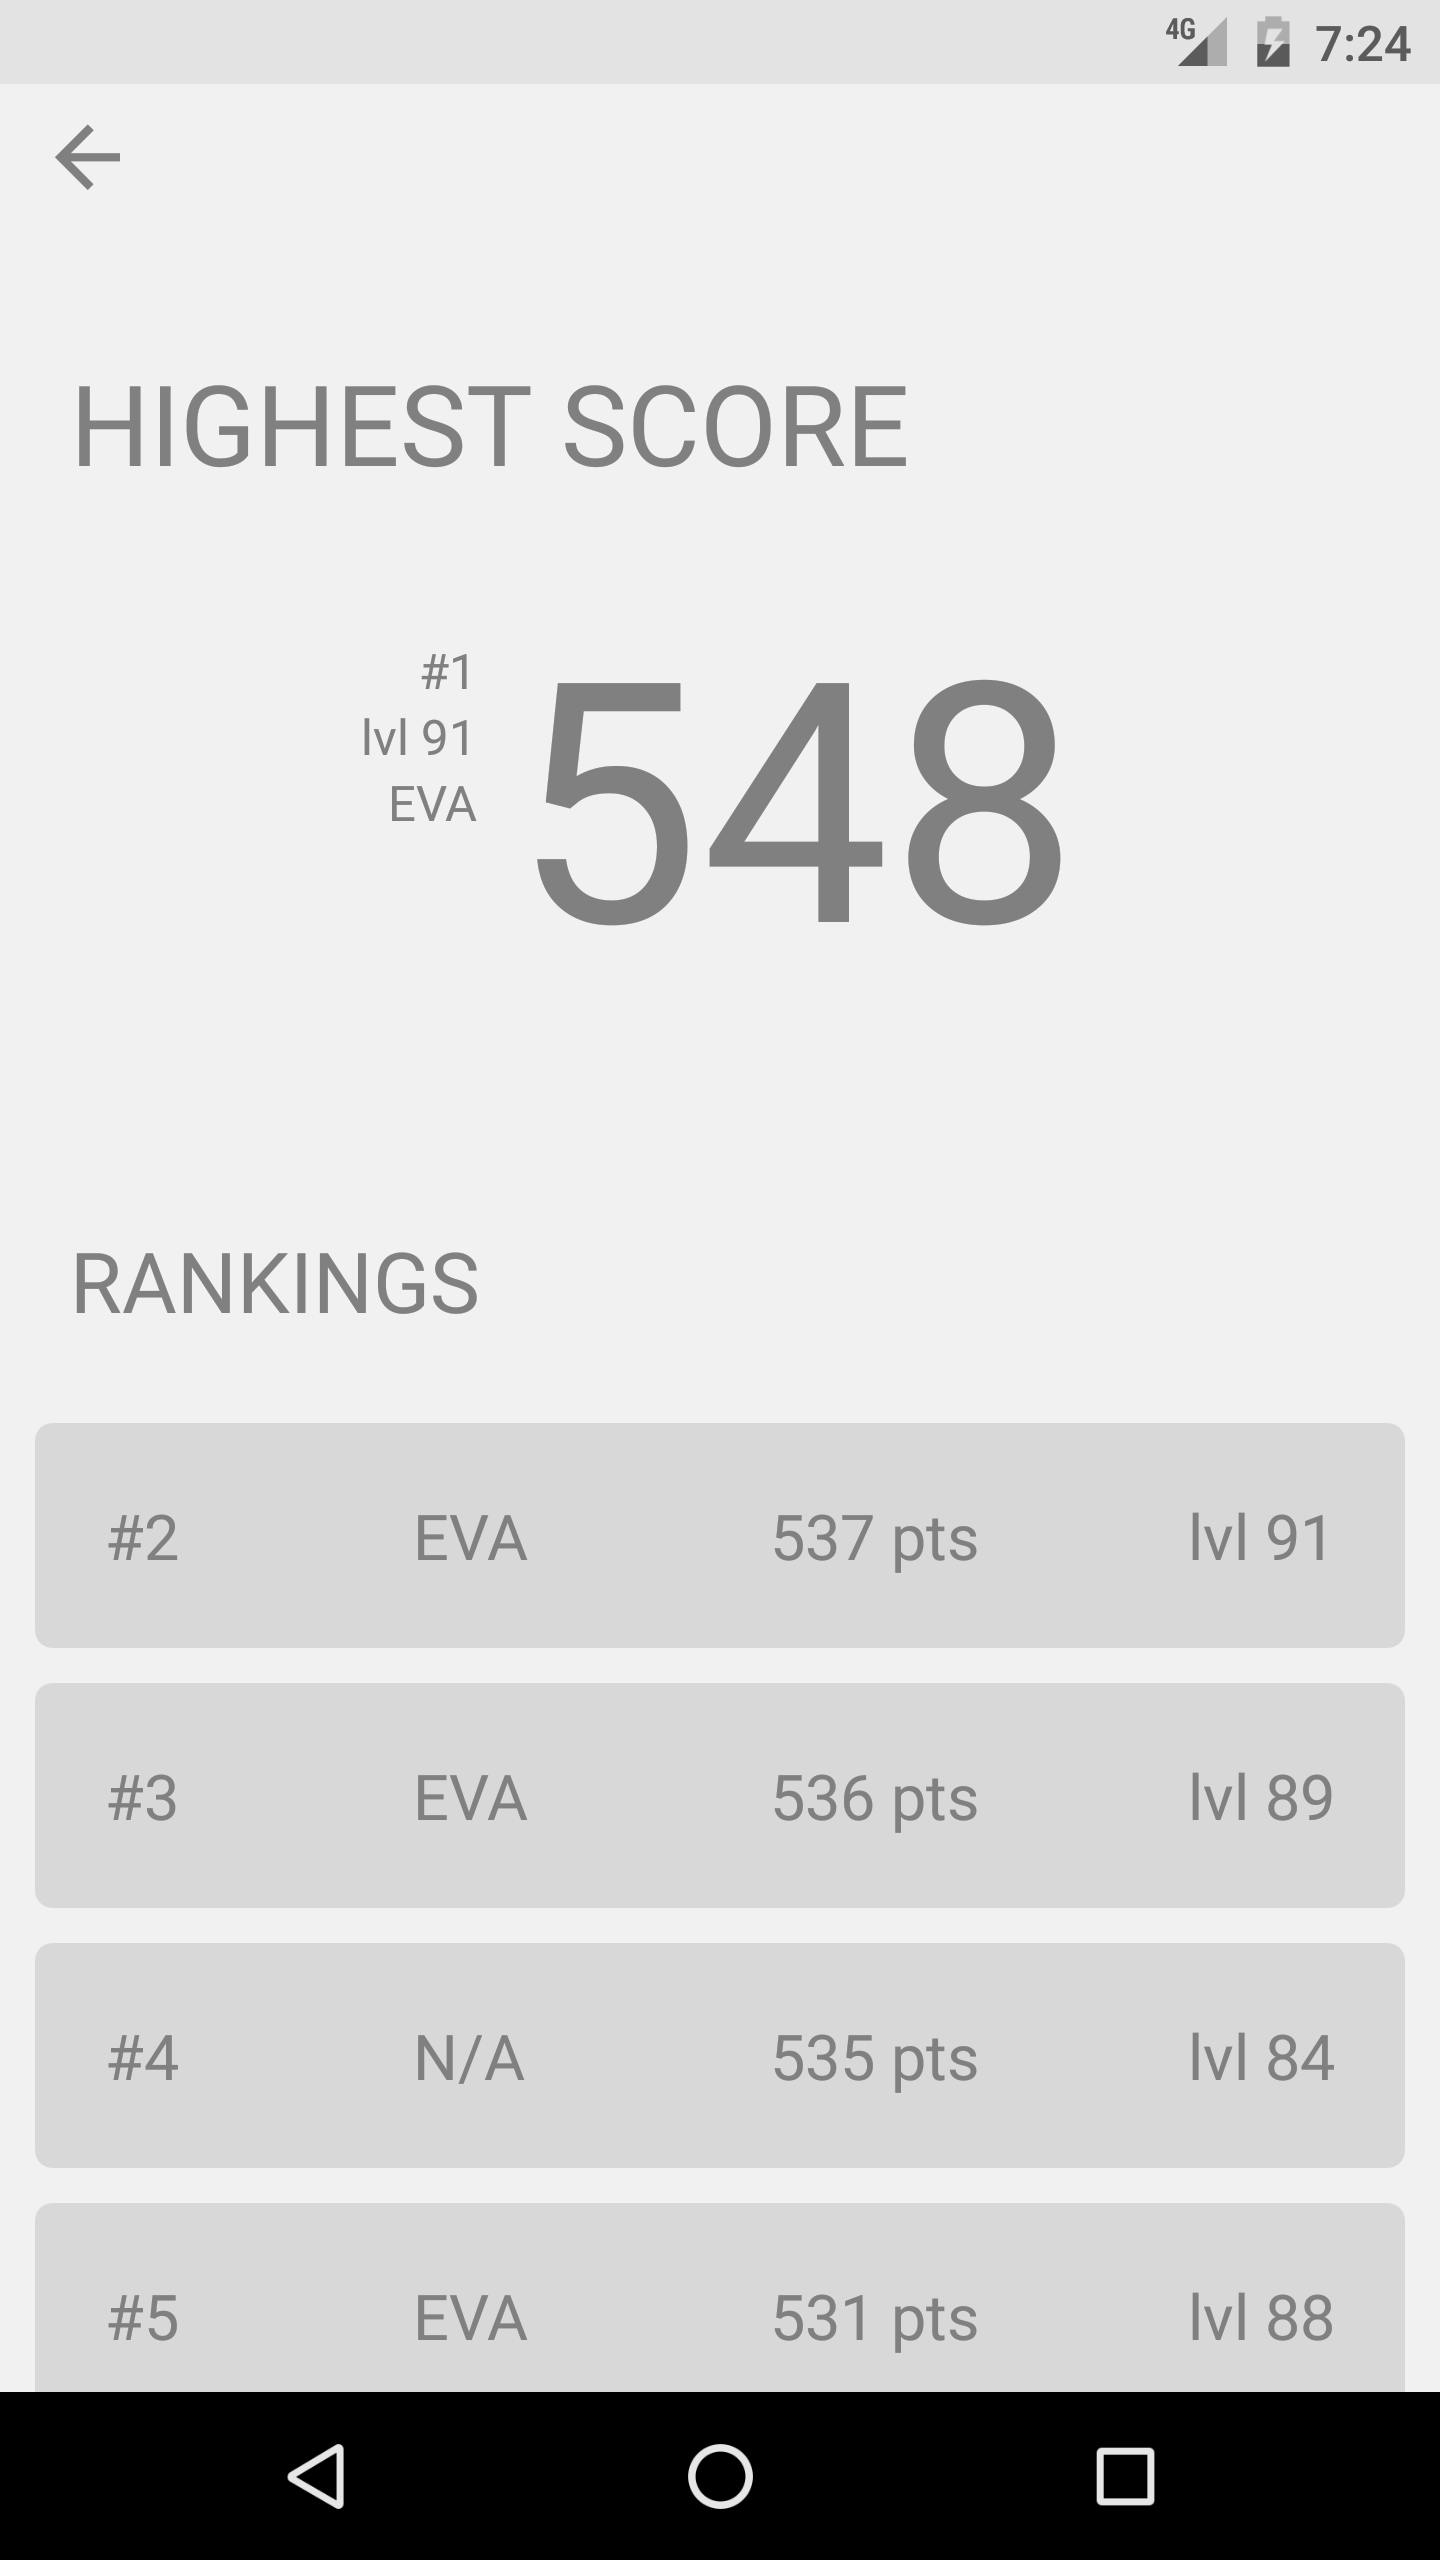 4G 7:24
HIGHEST SCORE
#1
lvl 91
EVA
548
RANKINGS
#2 EVA 537 pts lvl 91
#3 EVA 536 pts lvl 89
#4 N/A 535 pts lvl 84
#5 EVA 531 pts lvl 88